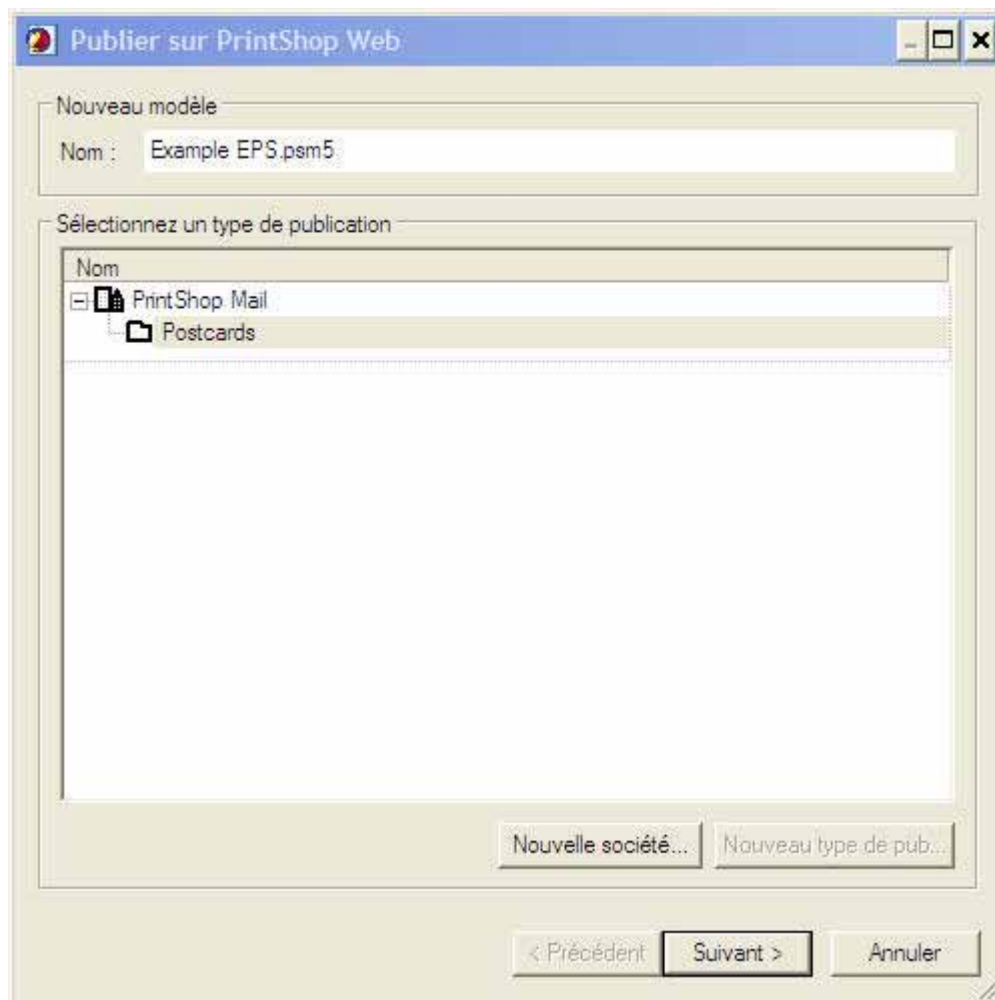 Publier sur PrintShop Web
Nouveau modèle
Nom : Example EPS.psm5
Sélectionnez un type de publication
Nom
PrintShop Mail
Postcards
Nouvelle société... Nouveau type de pub...
< Précédent Suivant > Annuler